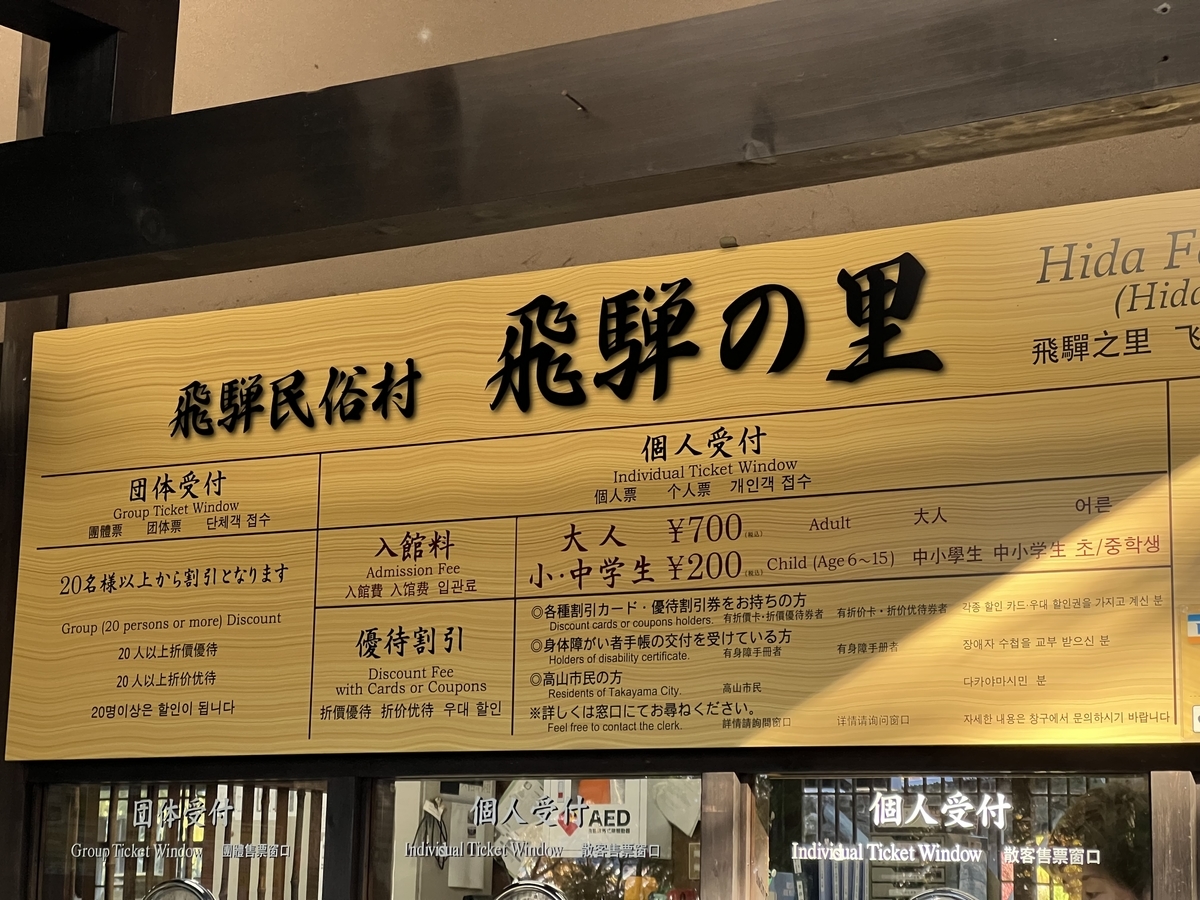 飛騨民俗村 飛騨の里
Hida
(Hida
飛驒之里 飞
団体受付
Group Ticket Window
團體票 团体票 단체객 접수
20名様以上から割引となります
Group (20 persons or more) Discount
20 人以上折價優待
20 人以上折价优待
20명이상은 할인이 됩니다
個人受付
Individual Ticket Window
個人票 个人票 개인객 접수
入館料
Admission Fee
入館費 入馆费 입관료
大人 ¥700(税込) Adult 大人 어른
小·中学生 ¥200(税込) Child (Age 6～15) 中小學生 中小学生 초/중학생
優待割引
Discount Fee
with Cards or Coupons
折價優待 折价优待 우대 할인
◎各種割引カード・優待割引券をお持ちの方
Discount cards or coupons holders. 有折價卡・折價優待券者 有折价卡・折价优待券者 각종 할인 카드·우대 할인권을 가지고 계신 분
◎身体障がい者手帳の交付を受けている方
Holders of disability certificate. 有身障手冊者 有身障手册者 장애자 수첩을 교부 받으신 분
◎高山市民の方
Residents of Takayama City. 高山市民 다카야마시민 분
※詳しくは窓口にてお尋ねください。
Feel free to contact the clerk. 詳情請詢問窗口 详情请询问窗口 자세한 내용은 창구에서 문의하시기 바랍니다
団体受付
Group Ticket Window 團體售票窗口
個人受付
Individual Ticket Window 散客售票窗口
AED
個人受付
Individual Ticket Window 散客售票窗口